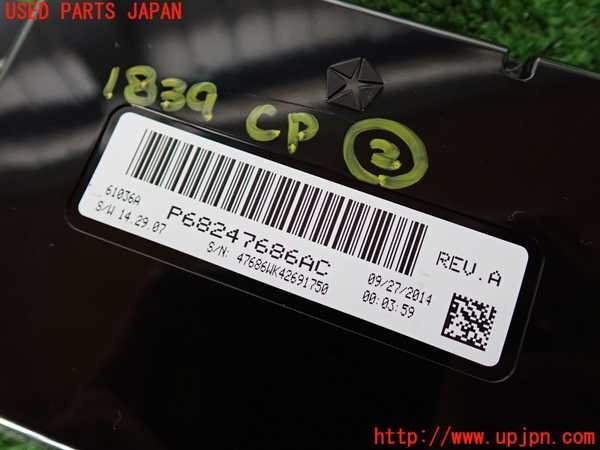 USED PARTS JAPAN
1839
CP 2
61036A
S/W 14.29.07
P68247686AC
S/N: 47686WK42691750
09/27/2014
00:03:59
REV.A
http://www.upjpn.com/